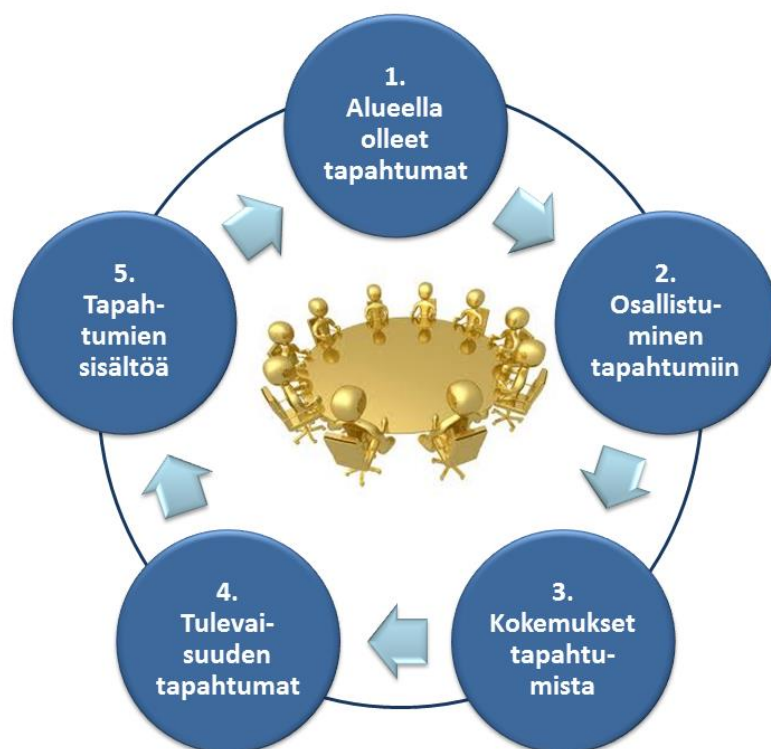 1.
Alueella
olleet
tapahtumat
2.
Osallistu-
minen
tapahtumiin
3.
Kokemukset
tapahtu-
mista
4.
Tulevai-
suuden
tapahtumat
5.
Tapah-
tumien
sisältöä